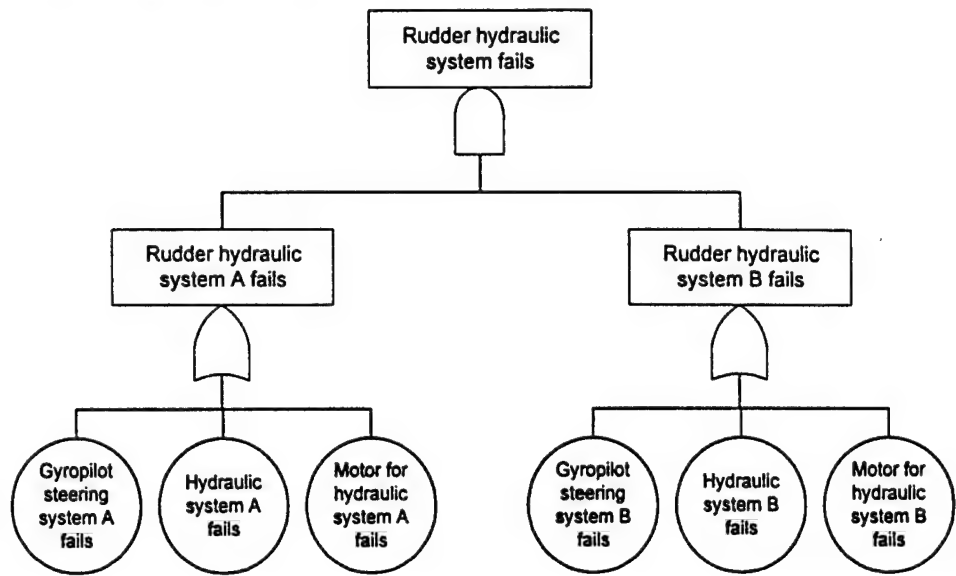 Rudder hydraulic
system fails
Rudder hydraulic
system A fails
Rudder hydraulic
system B fails
Gyropilot
steering
system A
fails
Hydraulic
system A
fails
Motor for
hydraulic
system A
fails
Gyropilot
steering
system B
fails
Hydraulic
system B
fails
Motor for
hydraulic
system B
fails